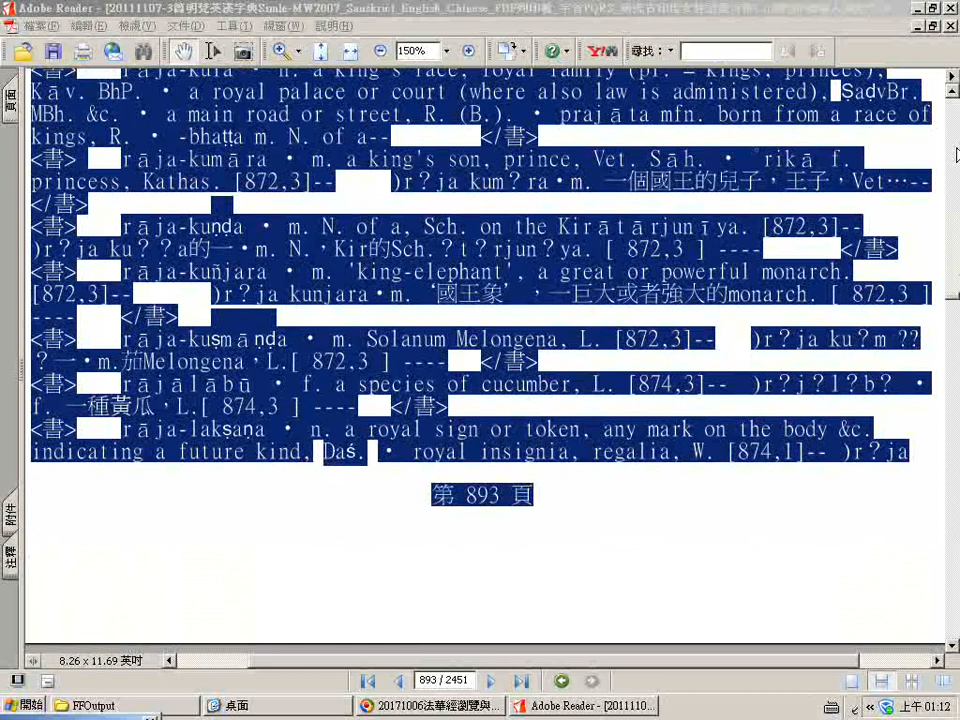 Adobe Reader - [20111107-3簡明梵英漢字典Sunle-MW2007_Sanskrit_English_Chinese_
檔案(F) 編輯(E) 檢視(V) 文件(D) 工具(T) 視窗(W) 說明(H)
150% 尋找：
頁面
<書> rāja-kula • n. a king's race, royal family (pl. = kings, princes),
Kāv. BhP. • a royal palace or court (where also law is administered), ṢaḍvBr.
MBh. &c. • a main road or street, R. (B.). • prajāta mfn. born from a race of
kings, R. -bhaṭṭa m. N. of a-- </書>
<書> rāja-kumāra • m. a king's son, prince, Vet. Sāh. • °rikā f.
princess, Kathas. [872,3]-- )r？ja kum？ra•m. 一個國王的兒子，王子，Vet…--
</書>
<書> rāja-kuṇḍa • m. N. of a, Sch. on the Kirātārjunīya. [872,3]--
)r？ja ku？？a的一•m. N.，Kir的Sch.？t？rjun？ya. [ 872,3 ] ---- </書>
<書> rāja-kuñjara • m. 'king-elephant', a great or powerful monarch.
[872,3]-- )r？ja kunjara•m. ‘國王象’，一巨大或者強大的monarch. [ 872,3 ]
---- </書>
<書> rāja-kuṣmāṇḍa • m. Solanum Melongena, L. [872,3]-- )r？ja ku？m ??
？一•m.茄Melongena，L.[ 872,3 ] ---- </書>
<書> rājālābū • f. a species of cucumber, L. [874,3]-- )r？j？l？b？ •
f. 一種黃瓜，L.[ 874,3 ] ---- </書>
<書> rāja-lakṣaṇa • n. a royal sign or token, any mark on the body &c.
indicating a future kind, Daś. • royal insignia, regalia, W. [874,1]-- )r？ja
第 893 頁
附件
注釋
8.26 x 11.69 英吋
893 / 2451
開始 FFOutput 桌面 20171006法華經瀏覽與... Adobe Reader - [2011110... 上午 01:12